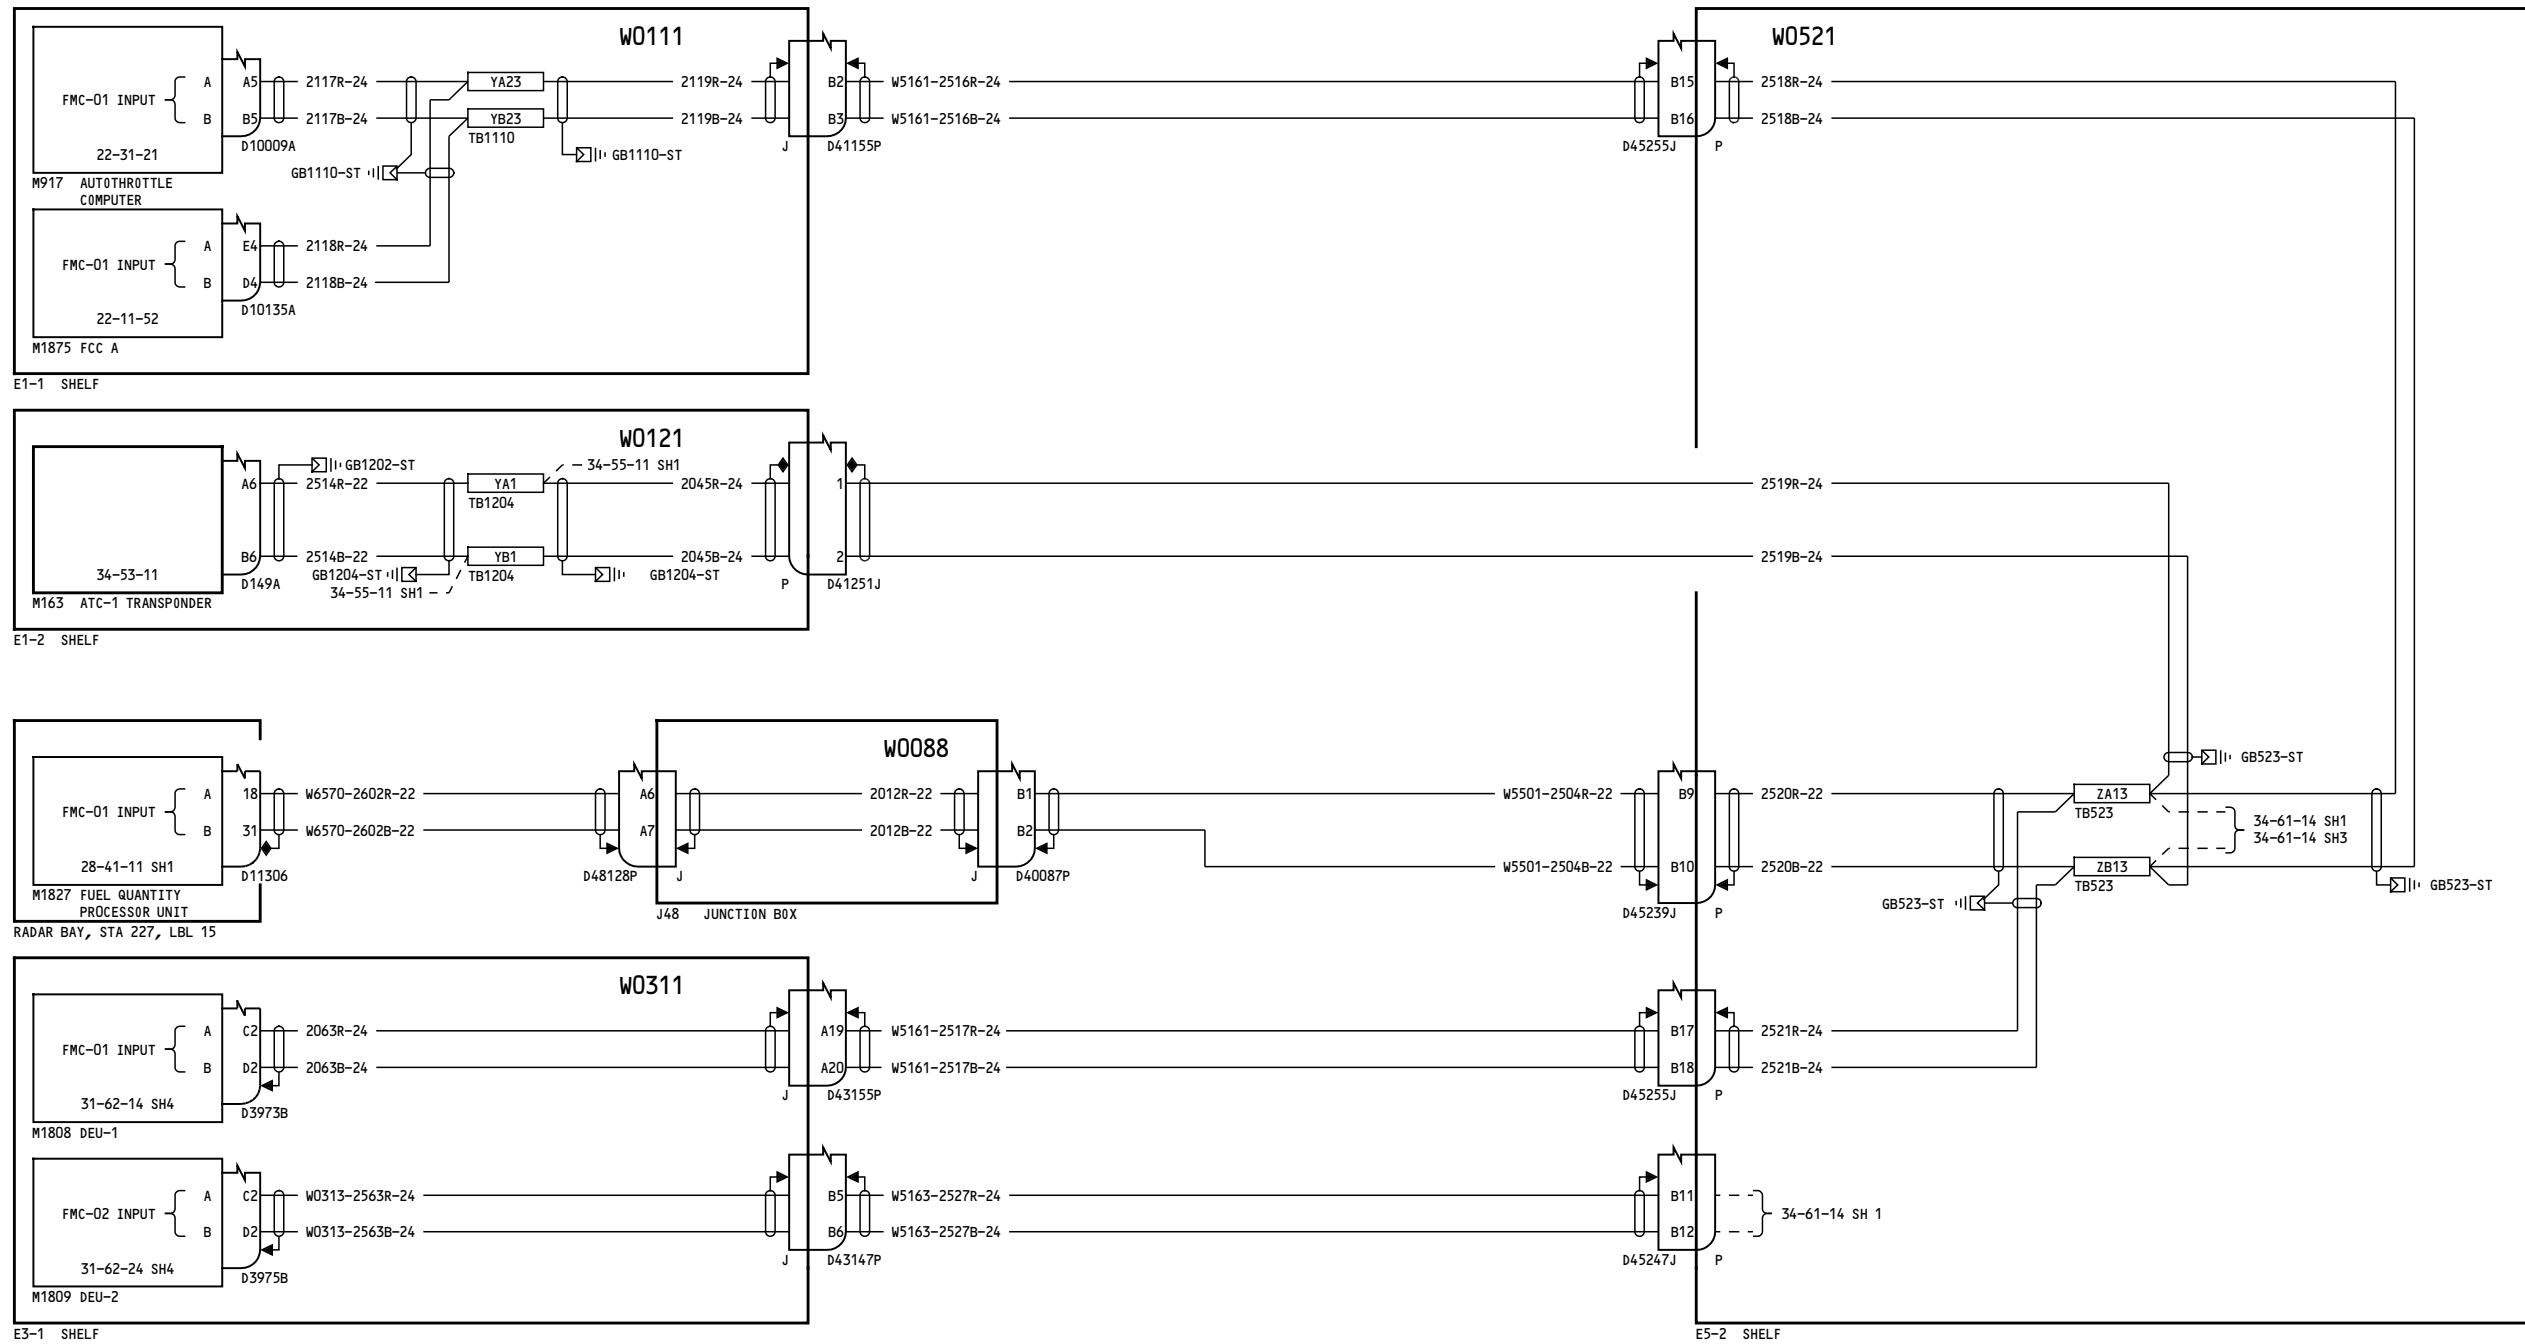 W0111
W0521
FMC-01 INPUT
A A5 2117R-24 YA23 2119R-24 B2 W5161-2516R-24 B15 2518R-24
B B5 2117B-24 YB23 2119B-24 B3 W5161-2516B-24 B16 2518B-24
TB1110
D10009A J D41155P D45255J P
22-31-21 GB1110-ST
GB1110-ST
M917 AUTOTHROTTLE
COMPUTER
FMC-01 INPUT
A E4 2118R-24
B D4 2118B-24
D10135A
22-11-52
M1875 FCC A
E1-1 SHELF
W0121
GB1202-ST 34-55-11 SH1
A6 2514R-22 YA1 2045R-24 1 2519R-24
TB1204
B6 2514B-22 YB1 2045B-24 2 2519B-24
34-53-11 GB1204-ST TB1204 GB1204-ST
D149A P D41251J
34-55-11 SH1
M163 ATC-1 TRANSPONDER
E1-2 SHELF
W0088
GB523-ST
FMC-01 INPUT
A 18 W6570-2602R-22 A6 2012R-22 B1 W5501-2504R-22 B9 2520R-22 ZA13
TB523
34-61-14 SH1
34-61-14 SH3
B 31 W6570-2602B-22 A7 2012B-22 B2
W5501-2504B-22 B10 2520B-22 ZB13
TB523
28-41-11 SH1
D11306 D48128P J J D40087P
GB523-ST
M1827 FUEL QUANTITY
PROCESSOR UNIT
GB523-ST
J48 JUNCTION BOX D45239J P
RADAR BAY, STA 227, LBL 15
W0311
FMC-01 INPUT
A C2 2063R-24 A19 W5161-2517R-24 B17 2521R-24
B D2 2063B-24 A20 W5161-2517B-24 B18 2521B-24
31-62-14 SH4
D3973B J D43155P D45255J P
M1808 DEU-1
FMC-02 INPUT
A C2 W0313-2563R-24 B5 W5163-2527R-24 B11
34-61-14 SH 1
B D2 W0313-2563B-24 B6 W5163-2527B-24 B12
31-62-24 SH4
D3975B J D43147P D45247J P
M1809 DEU-2
E3-1 SHELF
E5-2 SHELF